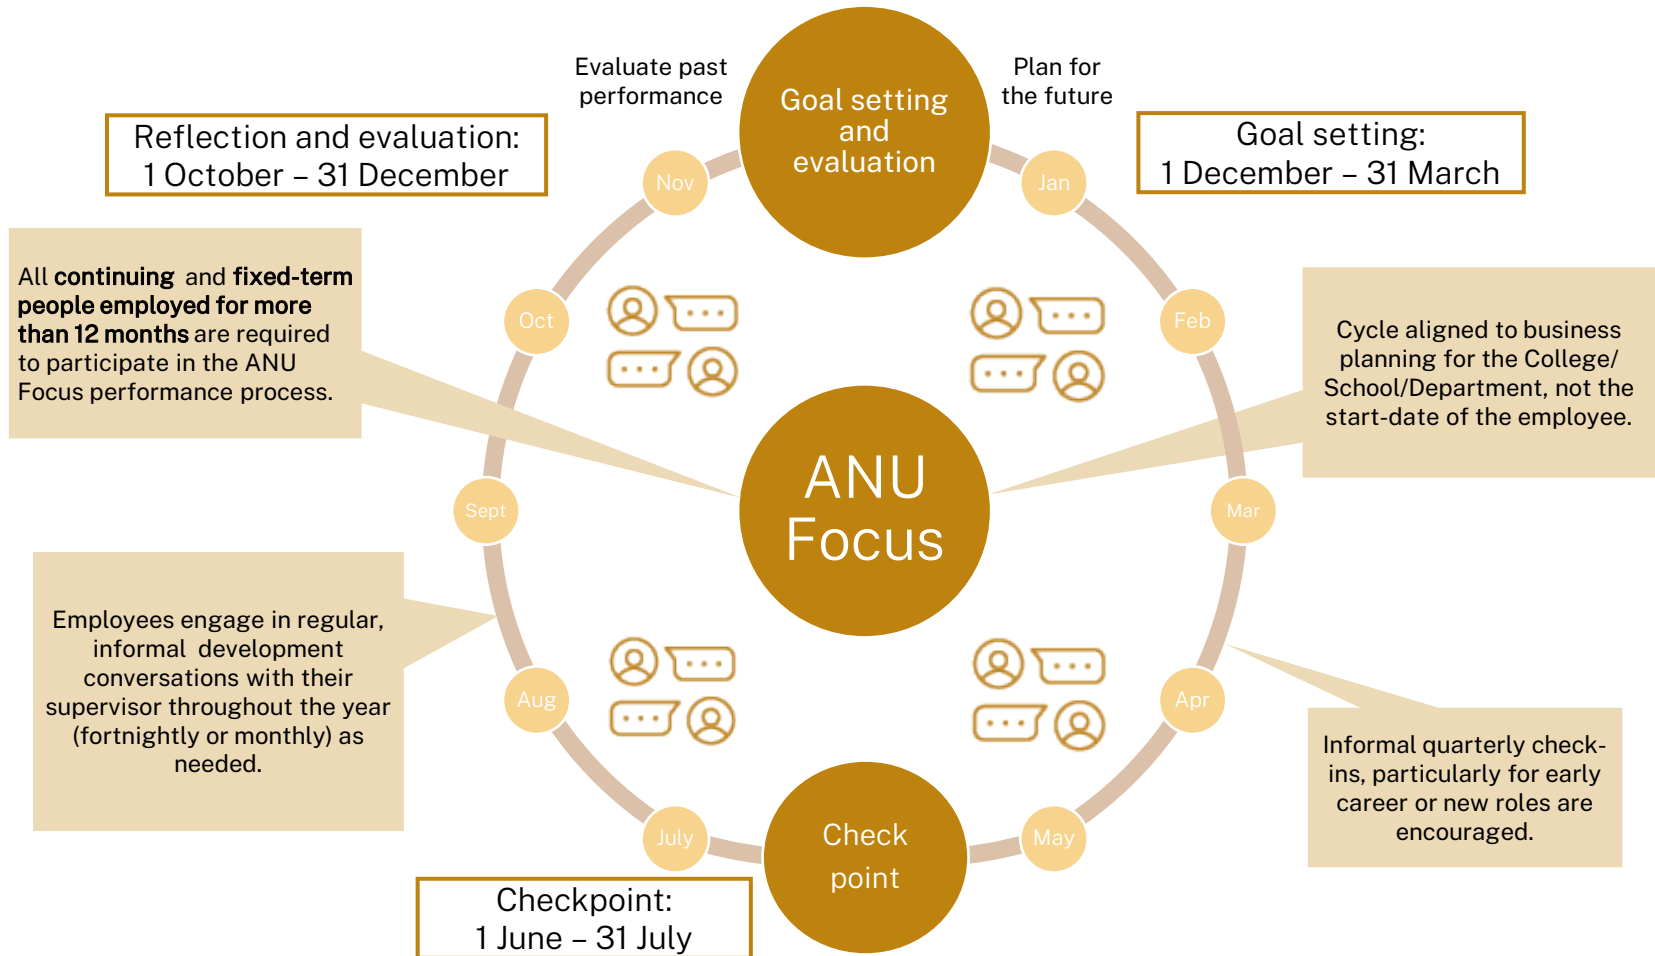 Evaluate past
performance
Goal setting
and
evaluation
Plan for
the future
Reflection and evaluation:
1 October – 31 December
Goal setting:
1 December – 31 March
Nov
Jan
All continuing and fixed-term
people employed for more
than 12 months are required
to participate in the ANU
Focus performance process.
Oct
Feb
Cycle aligned to business
planning for the College/
School/Department, not the
start-date of the employee.
ANU
Focus
Sept
Mar
Employees engage in regular,
informal development
conversations with their
supervisor throughout the year
(fortnightly or monthly) as
needed.
Aug
Apr
Informal quarterly check-
ins, particularly for early
career or new roles are
encouraged.
July
May
Check
point
Checkpoint:
1 June – 31 July